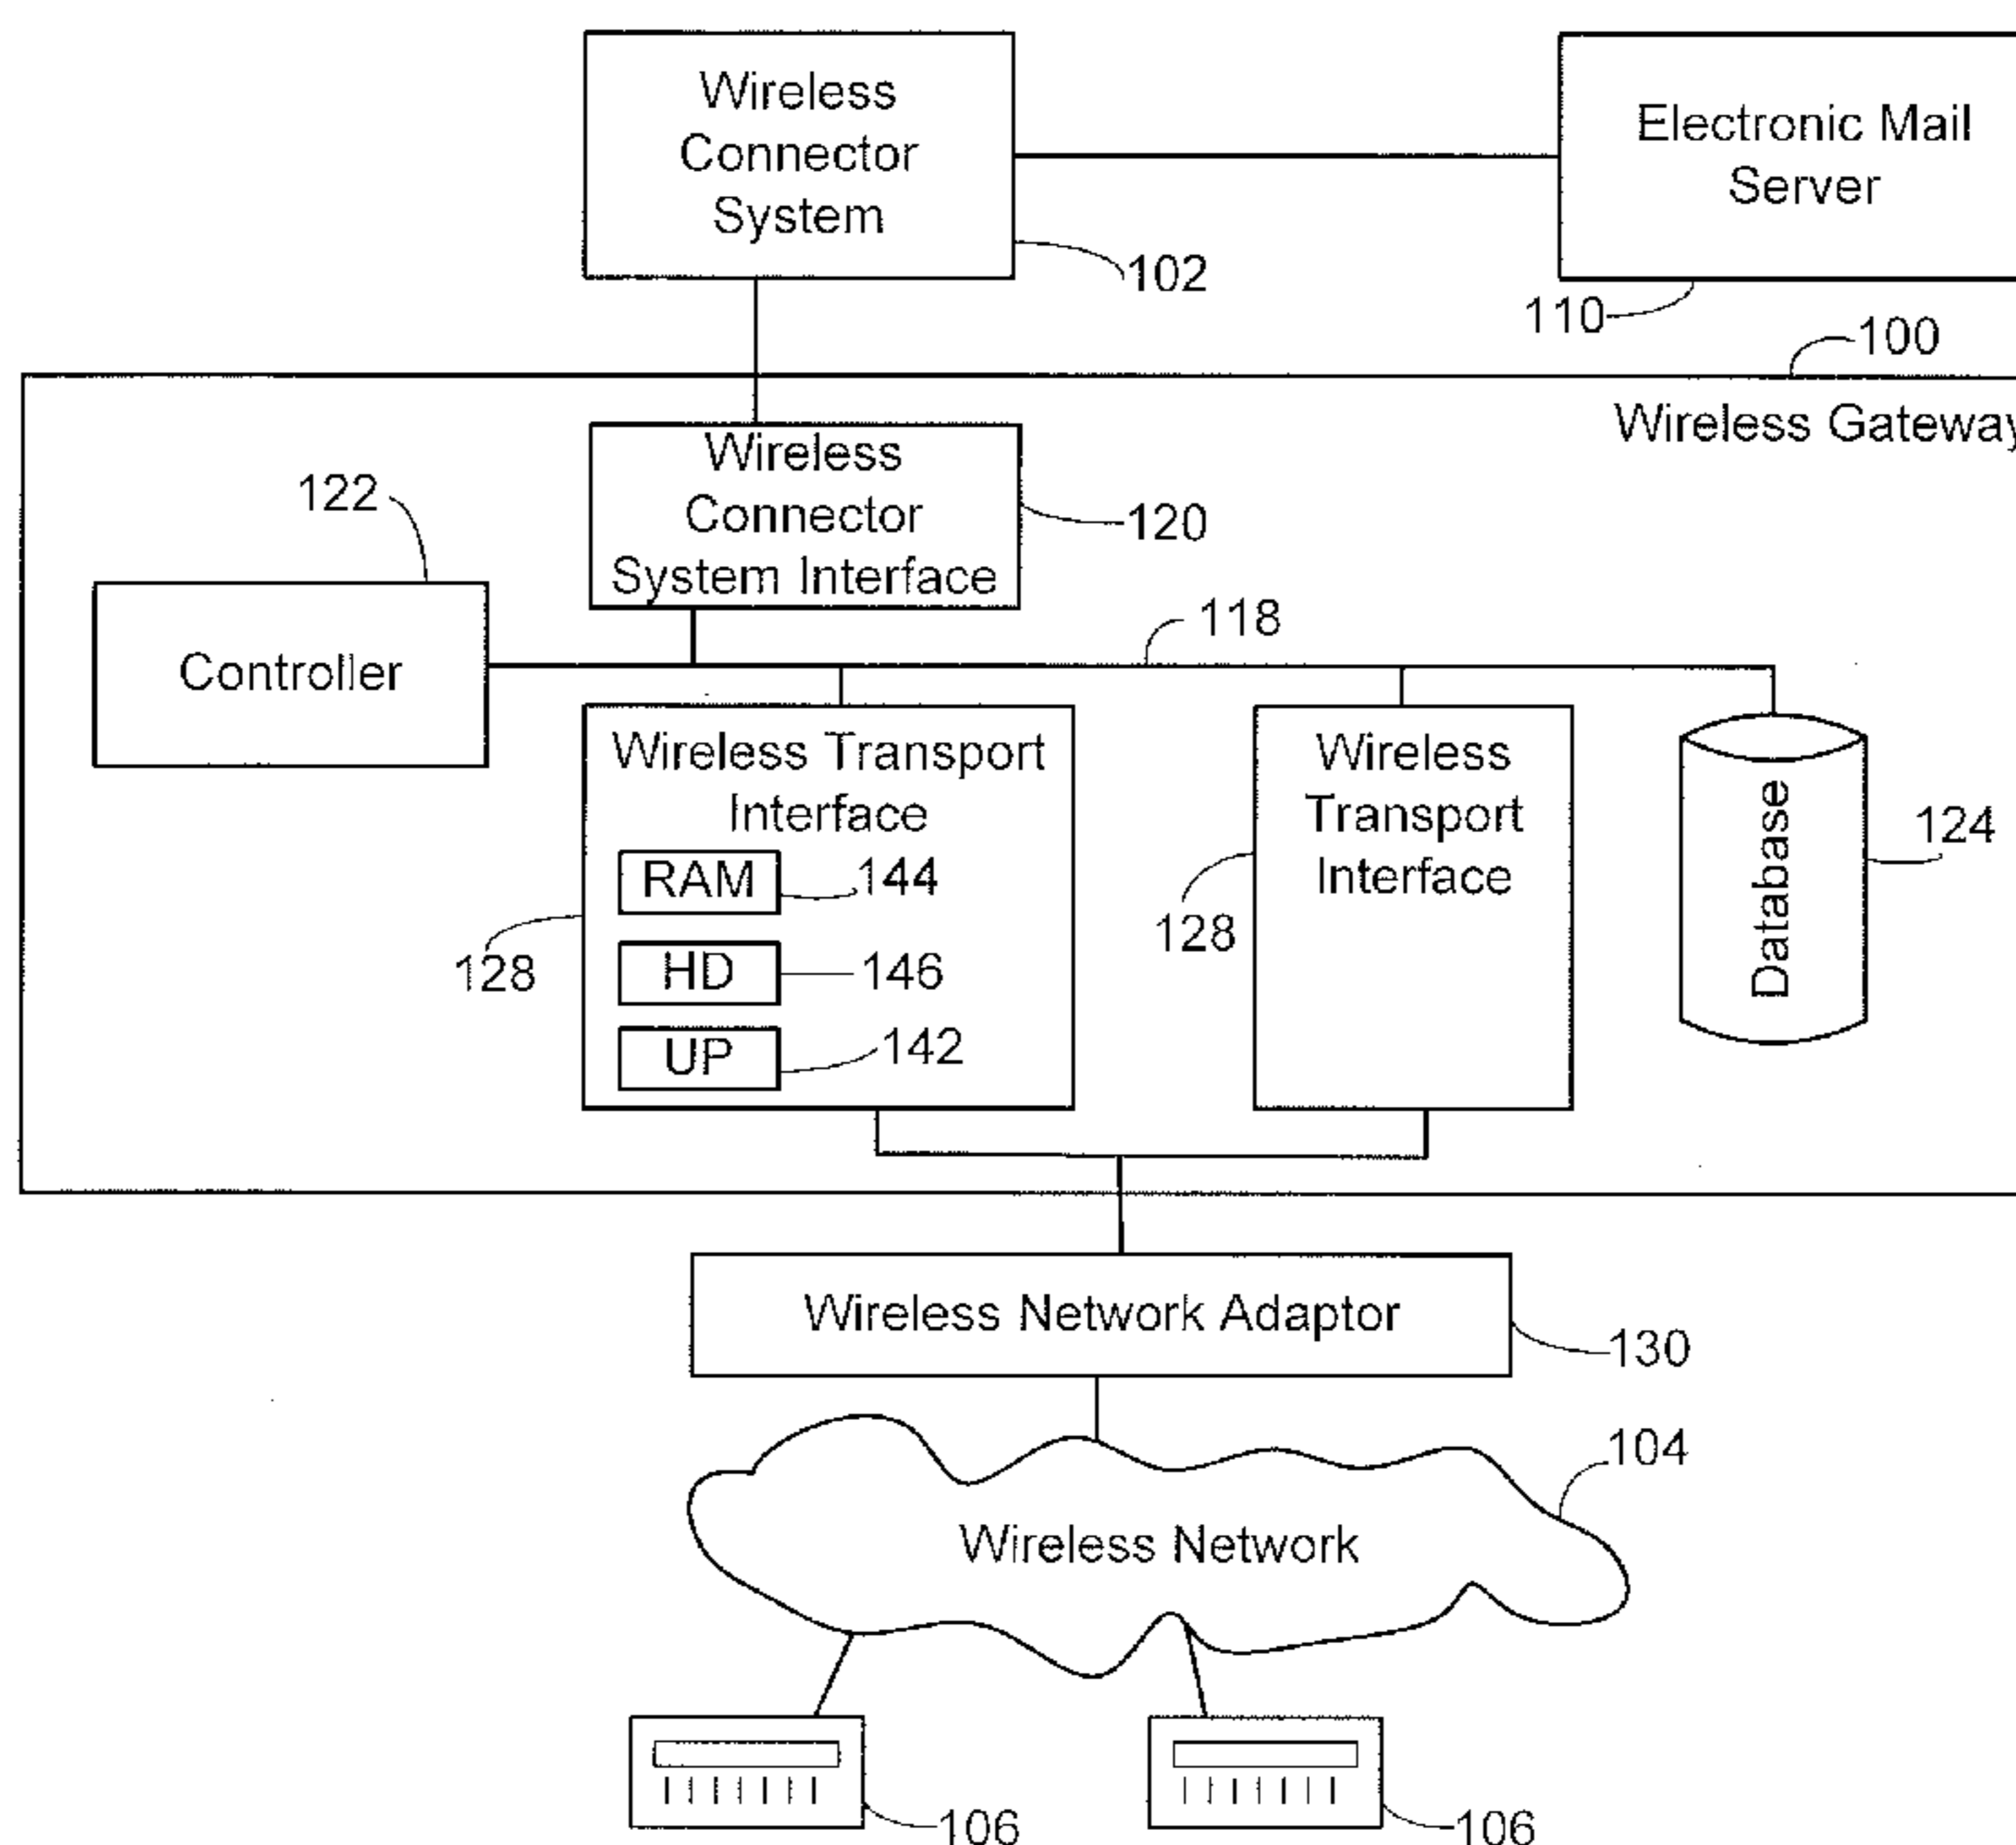 Wireless
Connector
System
Electronic Mail
Server
102
110
100
Wireless Gateway
Wireless
Connector
System Interface
122
120
Controller
118
Wireless Transport
Interface
RAM
144
HD
146
UP
142
128
Wireless
Transport
Interface
128
Database
124
Wireless Network Adaptor
130
104
Wireless Network
106
106